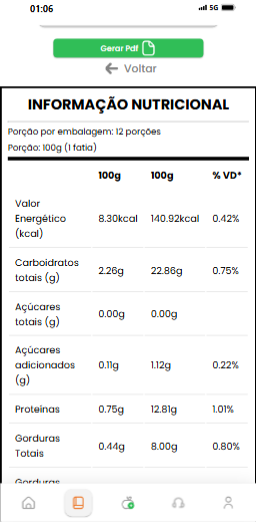 01:06
5G
Gerar Pdf
Voltar
INFORMAÇÃO NUTRICIONAL
Porção por embalagem: 12 porções
Porção: 100g (1 fatia)
100g 100g % VD*
Valor Energético (kcal) 8.30kcal 140.92kcal 0.42%
Carboidratos totais (g) 2.26g 22.86g 0.75%
Açúcares totais (g) 0.00g 0.00g
Açúcares adicionados (g) 0.11g 1.12g 0.22%
Proteínas 0.75g 12.81g 1.01%
Gorduras Totais 0.44g 8.00g 0.80%
Gorduras